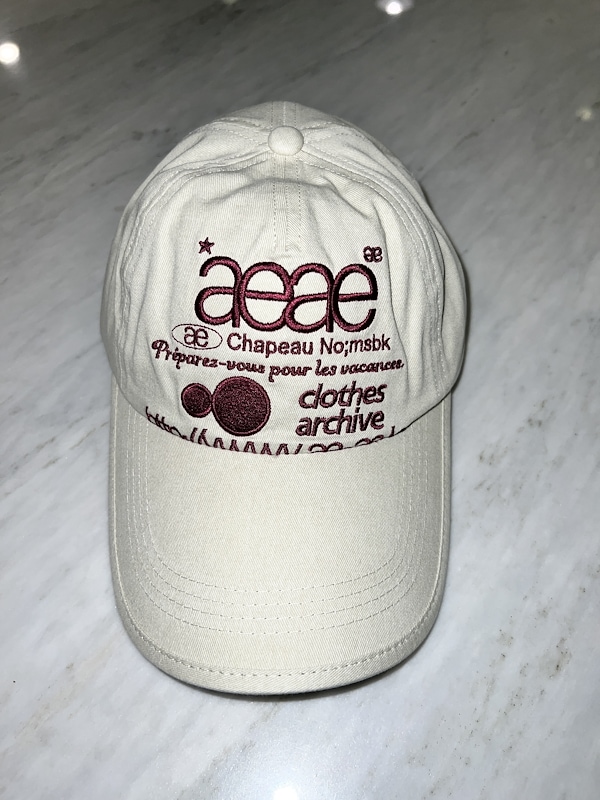 æ
aeae
æ Chapeau No;msbk
Préparez-vous pour les vacances
clothes
archive